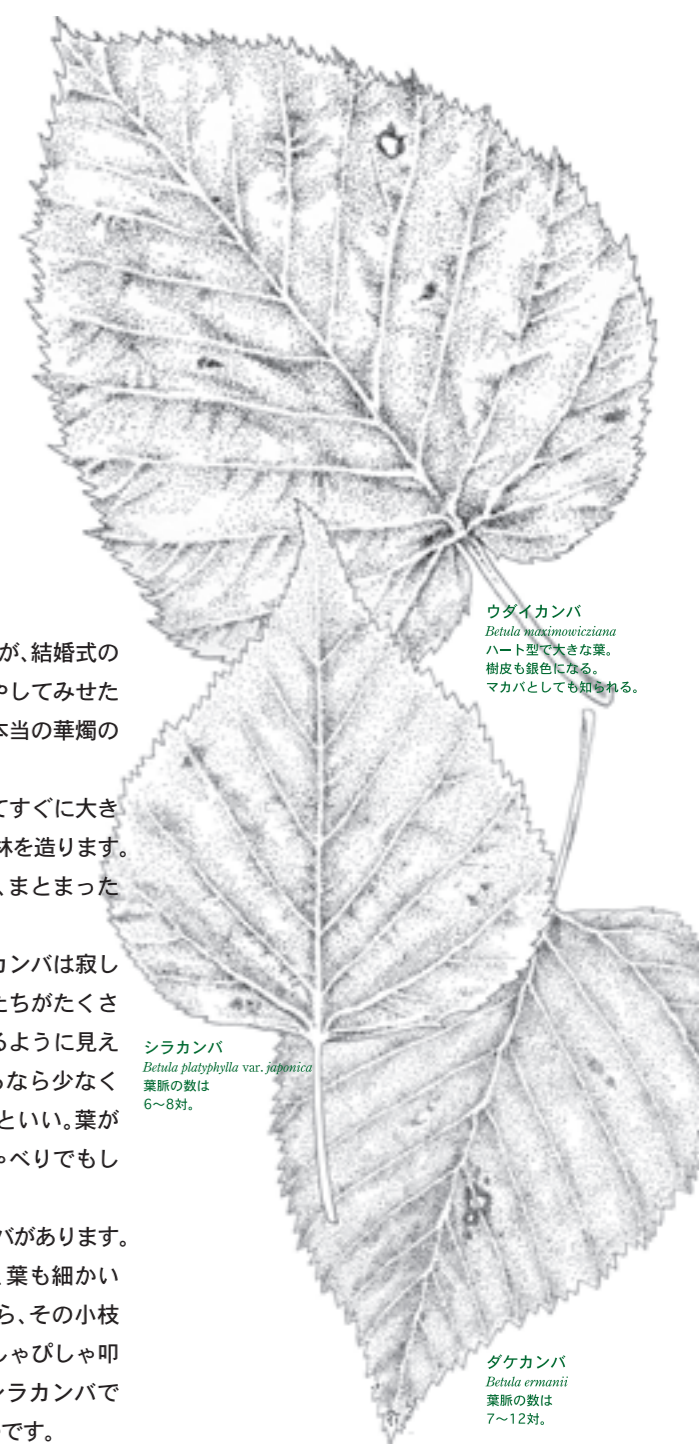 が、結婚式の
やしてみせた
本当の華燭の
てすぐに大き
林を造ります。
、まとまった
カンバは寂し
たちがたくさ
るように見え
るなら少なく
といい。葉が
ゃべりでもし
バがあります。
葉も細かい
ら、その小枝
しゃぴしゃ叩
シラカンバで
のです。
ウダイカンバ
Betula maximowicziana
ハート型で大きな葉。
樹皮も銀色になる。
マカバとしても知られる。
シラカンバ
Betula platyphylla var. japonica
葉脈の数は
6〜8対。
ダケカンバ
Betula ermanii
葉脈の数は
7〜12対。